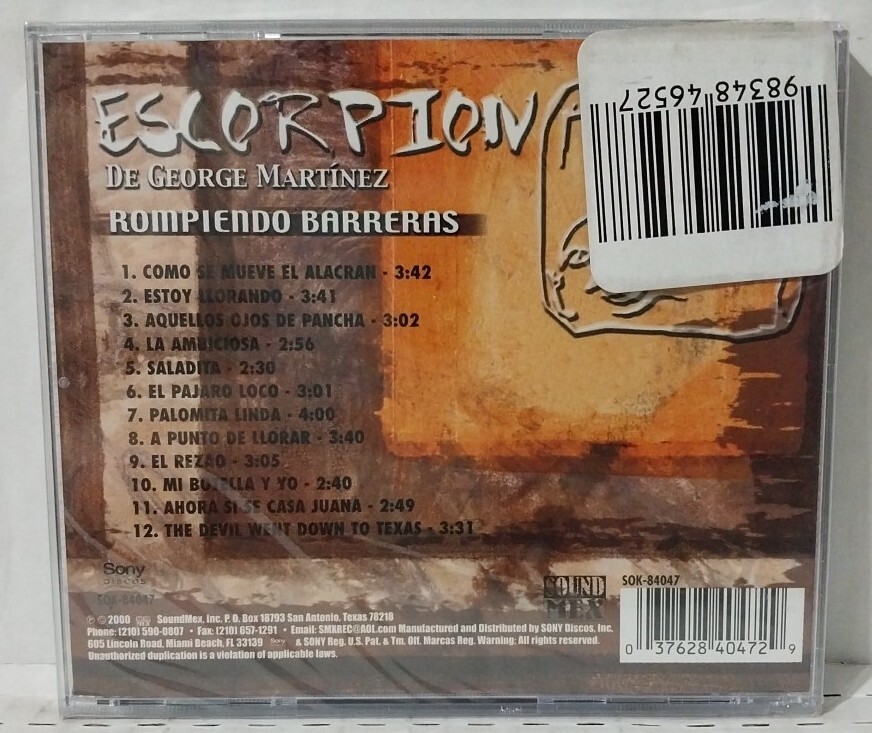 ESCORPION
DE GEORGE MARTÍNEZ
ROMPIENDO BARRERAS
98348 46527
1. COMO SE MUEVE EL ALACRAN - 3:42
2. ESTOY LLORANDO - 3:41
3. AQUELLOS OJOS DE PANCHA - 3:02
4. LA AMBICIOSA - 2:56
5. SALADITA - 2:30
6. EL PAJARO LOCO - 3:01
7. PALOMITA LINDA - 4:00
8. A PUNTO DE LLORAR - 3:40
9. EL REZAO - 3:05
10. MI BOTELLA Y YO - 2:40
11. AHORA SI SE CASA JUANA - 2:49
12. THE DEVIL WENT DOWN TO TEXAS - 3:31
Sony
DISCOS
SOK-84047
SOUND
MEX
SOK-84047
℗ © 2000 SoundMex, Inc. P. O. Box 18793 San Antonio, Texas 78218
Phone: (210) 590-0807 • Fax: (210) 657-1291 • Email: SMXREC@AOL.com Manufactured and Distributed by SONY Discos, Inc.
605 Lincoln Road, Miami Beach, FL 33139 Sony & SONY Reg. U.S. Pat. & Tm. Off. Marcas Reg. Warning: All rights reserved.
Unauthorized duplication is a violation of applicable laws.
0 37628 40472 9